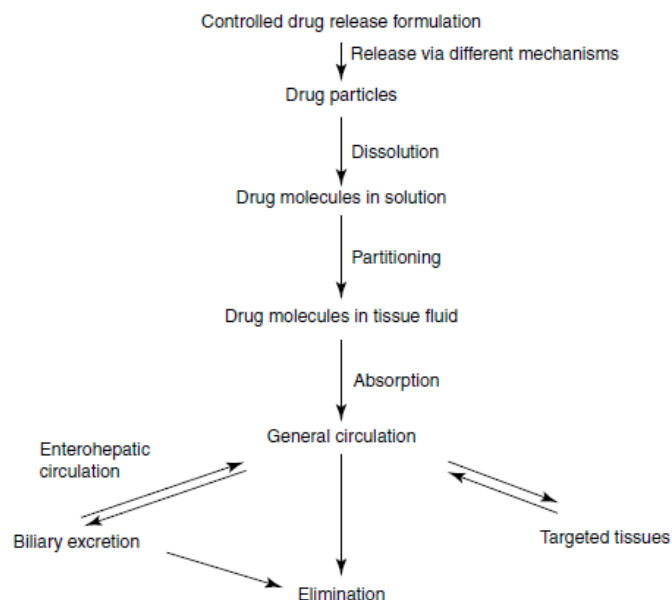 Controlled drug release formulation
Release via different mechanisms
Drug particles
Dissolution
Drug molecules in solution
Partitioning
Drug molecules in tissue fluid
Absorption
General circulation
Enterohepatic
circulation
Biliary excretion
Targeted tissues
Elimination